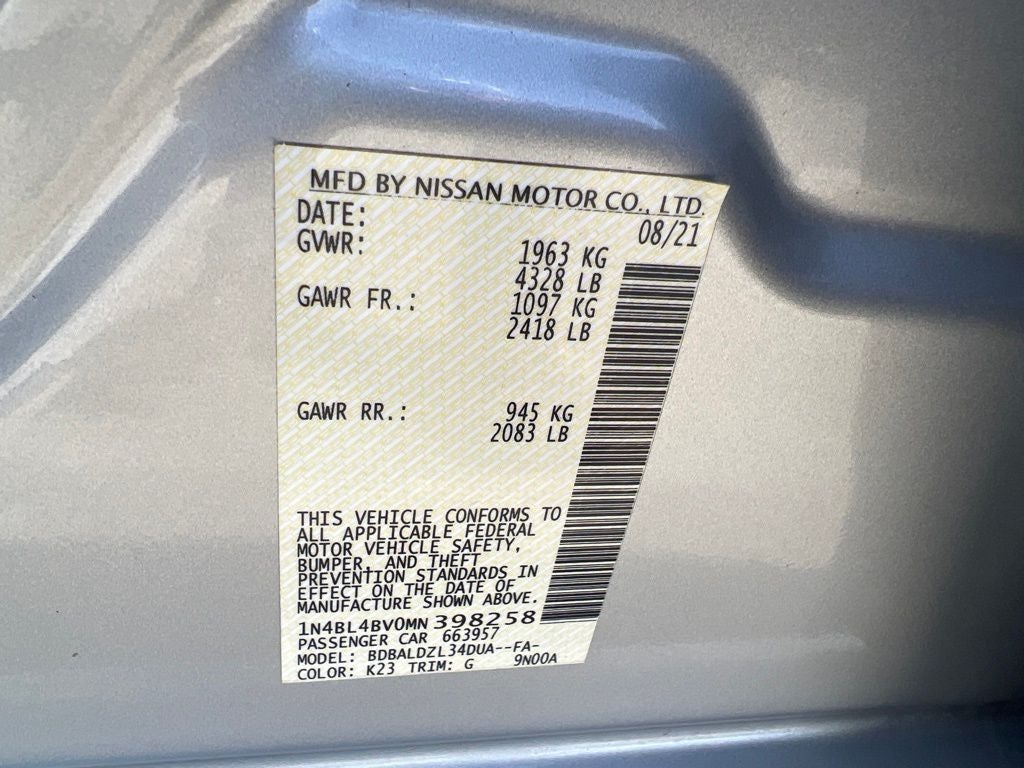 MFD BY NISSAN MOTOR CO., LTD.
DATE: 08/21
GVWR: 1963 KG
4328 LB
GAWR FR.: 1097 KG
2418 LB
GAWR RR.: 945 KG
2083 LB
THIS VEHICLE CONFORMS TO
ALL APPLICABLE FEDERAL
MOTOR VEHICLE SAFETY,
BUMPER, AND THEFT
PREVENTION STANDARDS IN
EFFECT ON THE DATE OF
MANUFACTURE SHOWN ABOVE.
1N4BL4BV0MN 398258
PASSENGER CAR 663957
MODEL: BDBALDZL34DUA--FA-
COLOR: K23 TRIM: G 9N00A